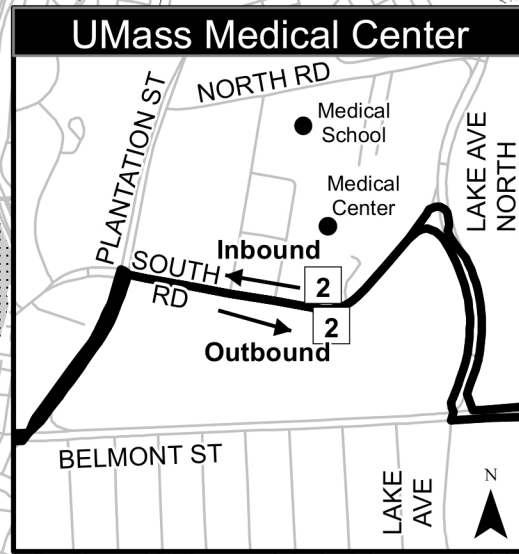 UMass Medical Center
NORTH RD
PLANTATION ST
Medical
School
LAKE AVE
NORTH
Medical
Center
Inbound
SOUTH
RD
2
2
Outbound
BELMONT ST
LAKE
AVE
N